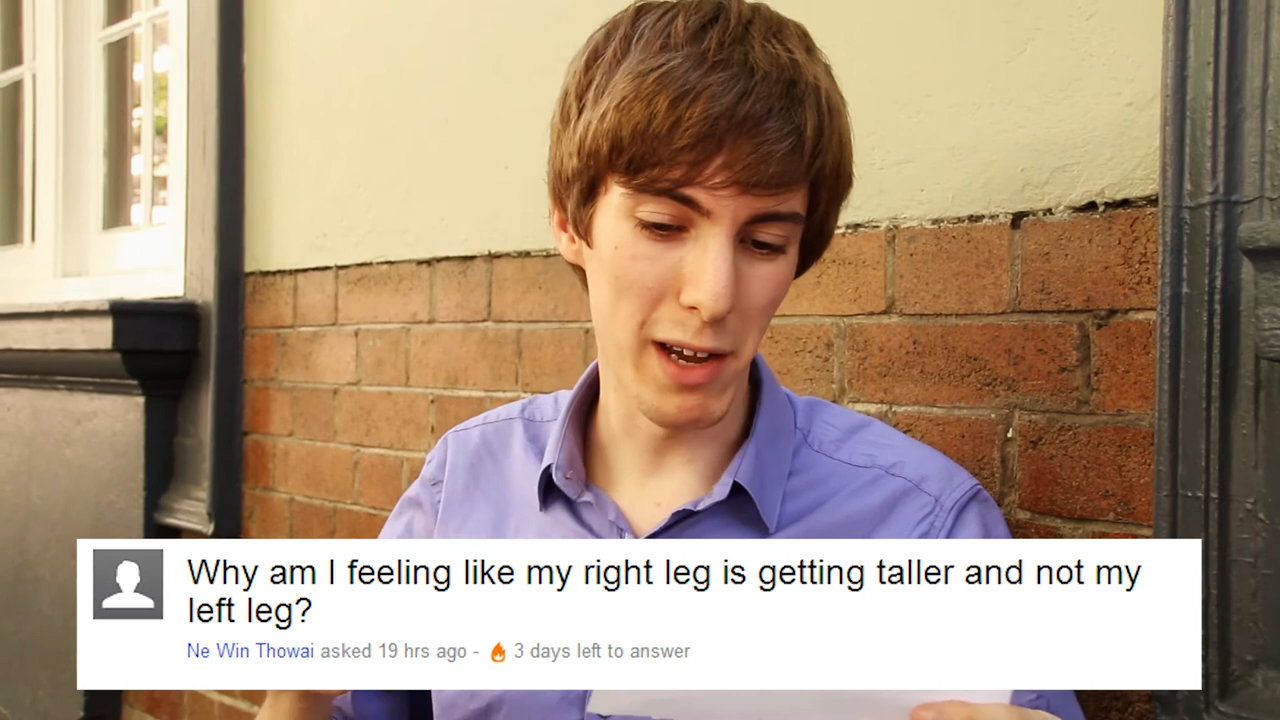 Why am I feeling like my right leg is getting taller and not my
left leg?
Ne Win Thowai asked 19 hrs ago - 3 days left to answer